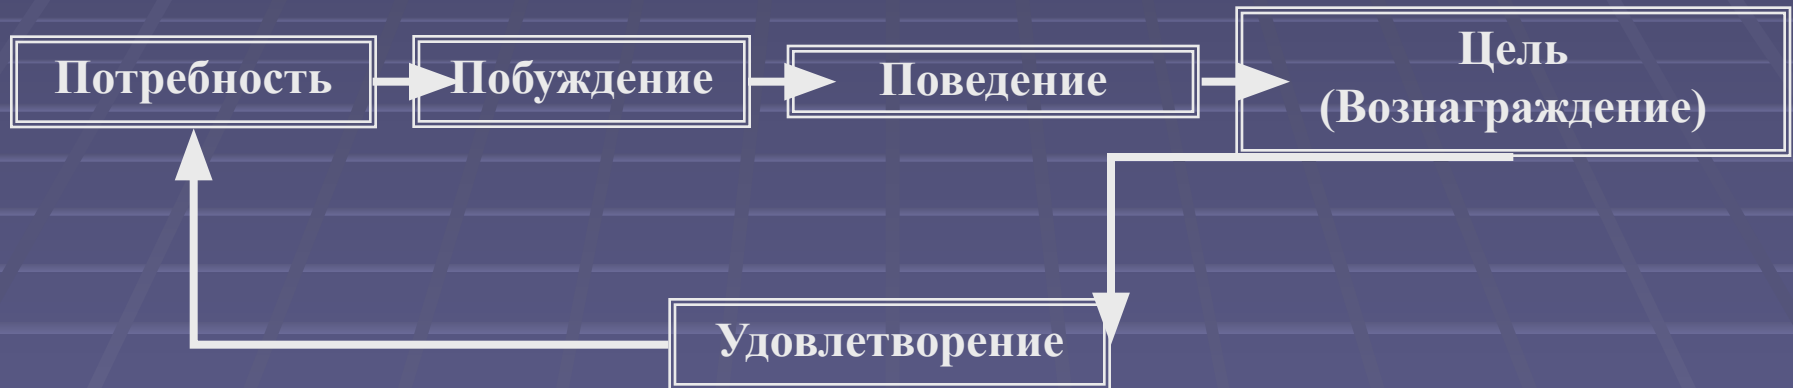 Потребность
Побуждение
Поведение
Цель
(Вознаграждение)
Удовлетворение